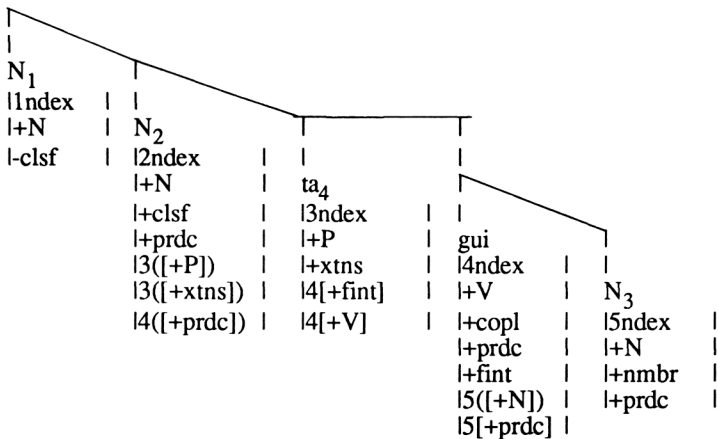 N1
|1ndex |
|+N |
|-clsf |
N2
|2ndex |
|+N |
|+clsf |
|+prdc |
|3([+P]) |
|3([+xtns]) |
|4([+prdc]) |
ta4
|3ndex |
|+P |
|+xtns |
|4[+fint] |
|4[+V] |
gui
|4ndex |
|+V |
|+copl |
|+prdc |
|+fint |
|5([+N]) |
|5[+prdc] |
N3
|5ndex |
|+N |
|+nmbr |
|+prdc |